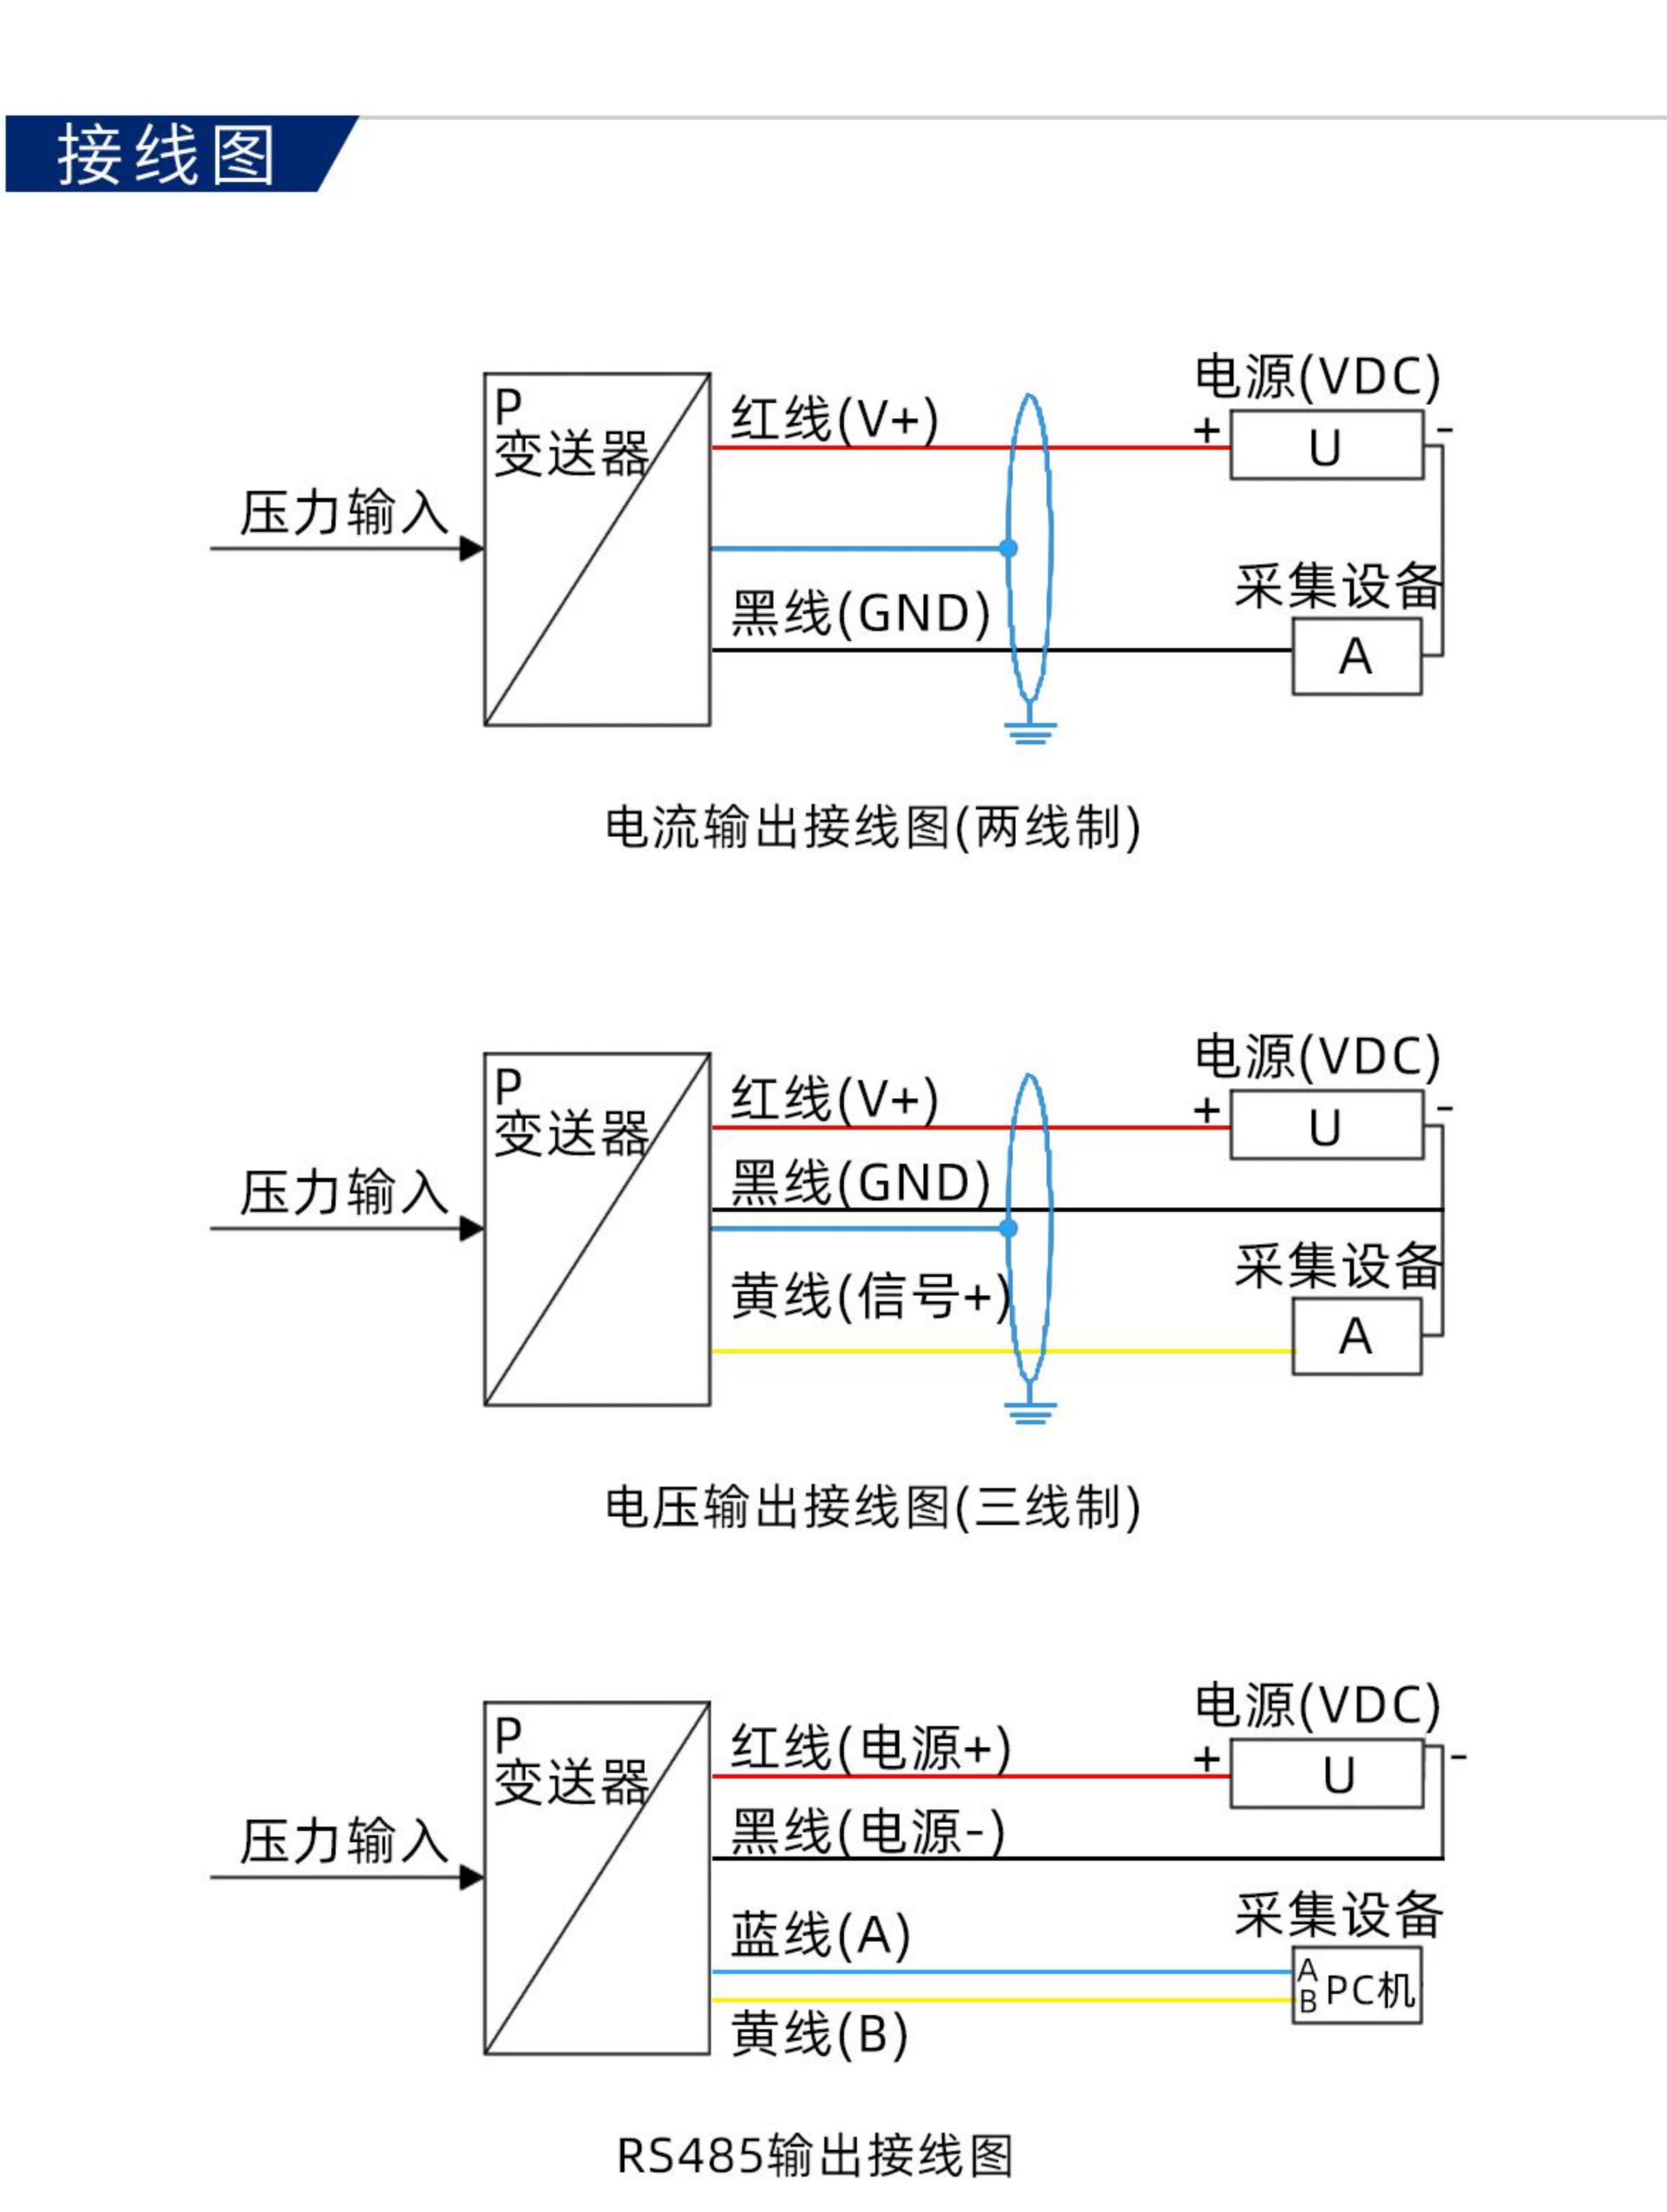 接线图
电源(VDC)
P
变送器
红线(V+)
+
U
-
压力输入
采集设备
黑线(GND)
A
电流输出接线图(两线制)
电源(VDC)
P
变送器
红线(V+)
+
U
-
黑线(GND)
压力输入
采集设备
黄线(信号+)
A
电压输出接线图(三线制)
电源(VDC)
P
变送器
红线(电源+)
+
U
-
黑线(电源-)
压力输入
采集设备
蓝线(A)
A
B
PC机
黄线(B)
RS485输出接线图